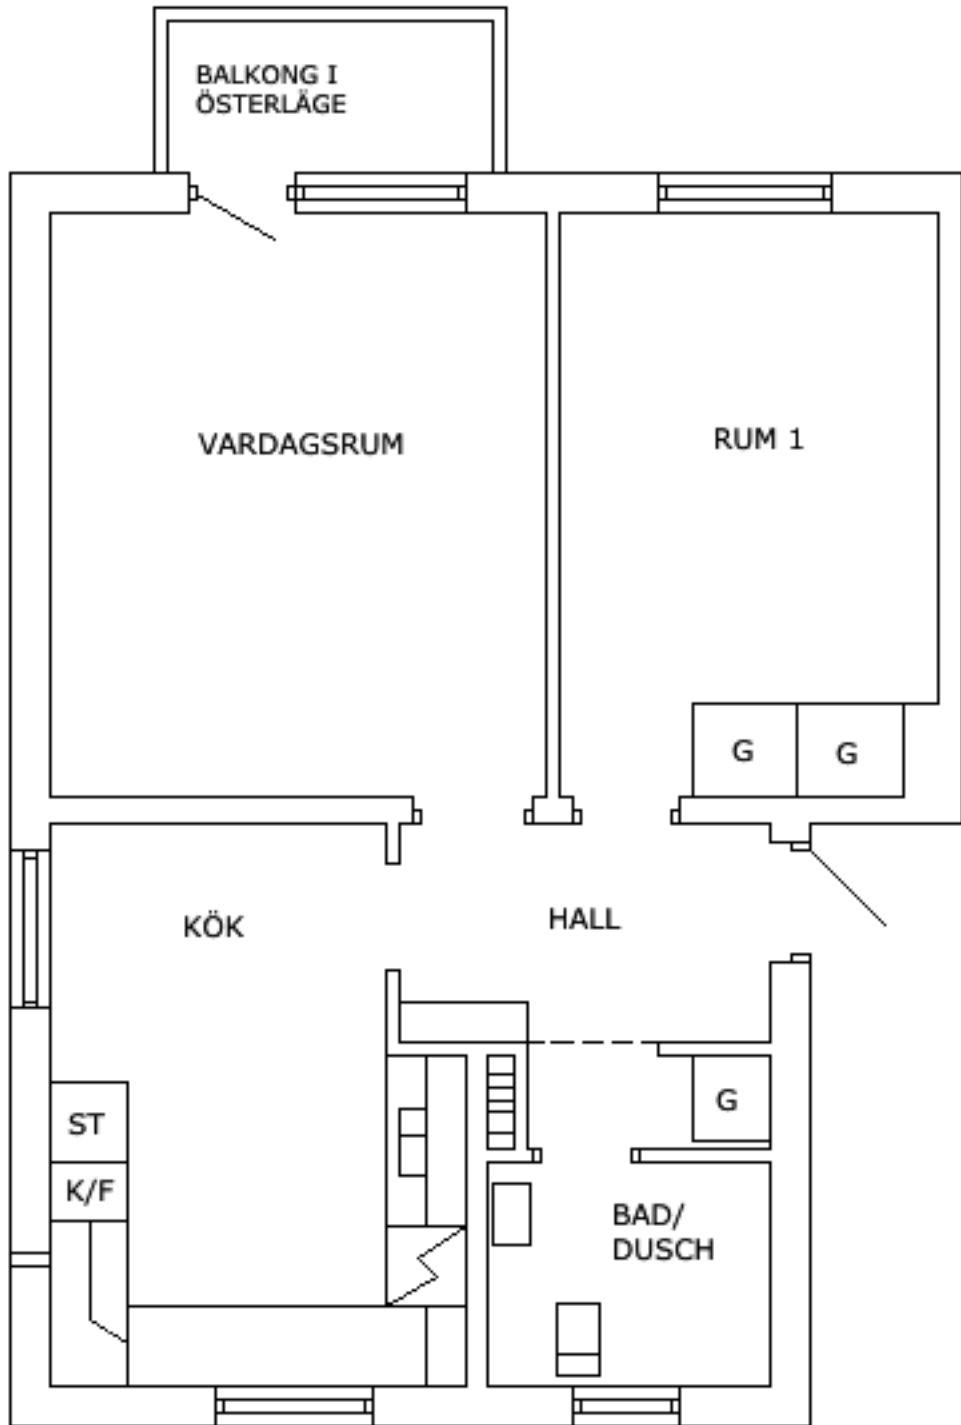 BALKONG I
ÖSTERLÄGE
VARDAGSRUM
RUM 1
G
G
KÖK
HALL
ST
G
K/F
BAD/
DUSCH